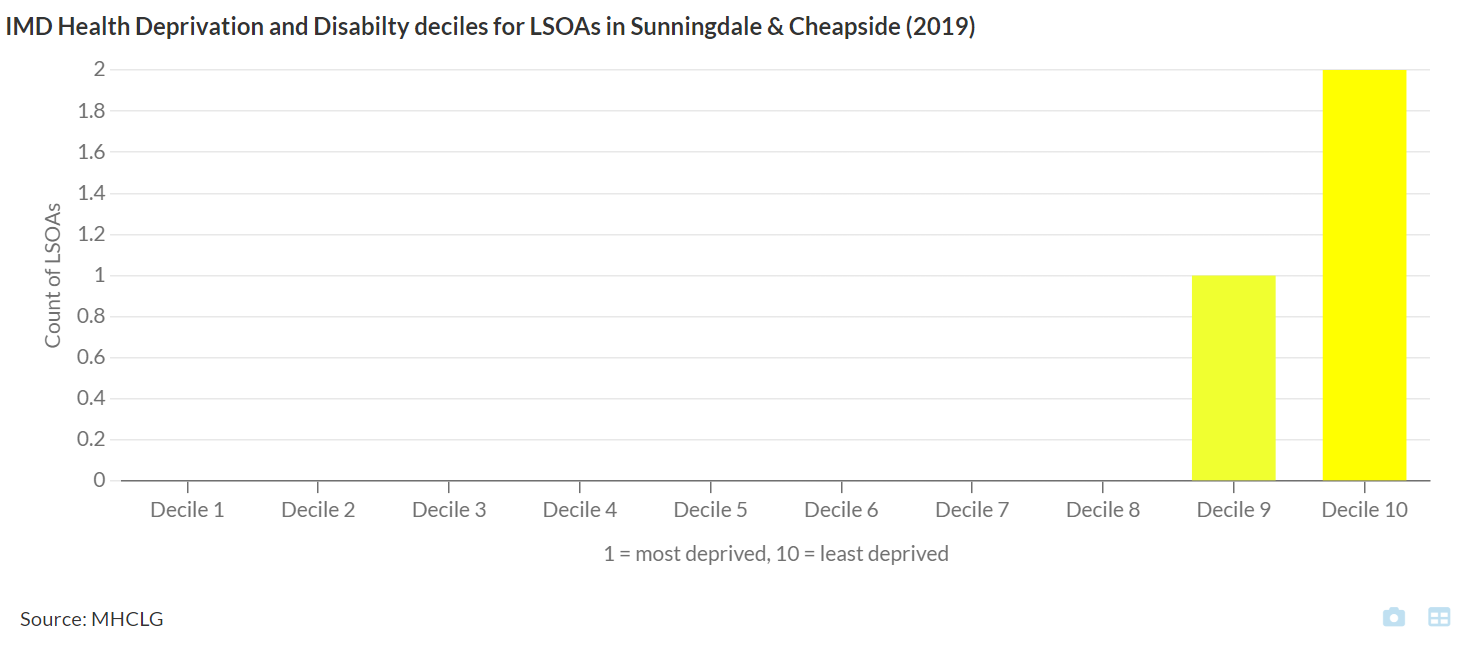 IMD Health Deprivation and Disabilty deciles for LSOAs in Sunningdale & Cheapside (2019)
2
1.8
1.6
1.4
1.2
1
0.8
0.6
0.4
0.2
0
Count of LSOAs
Decile 1 Decile 2 Decile 3 Decile 4 Decile 5 Decile 6 Decile 7 Decile 8 Decile 9 Decile 10
1 = most deprived, 10 = least deprived
Source: MHCLG